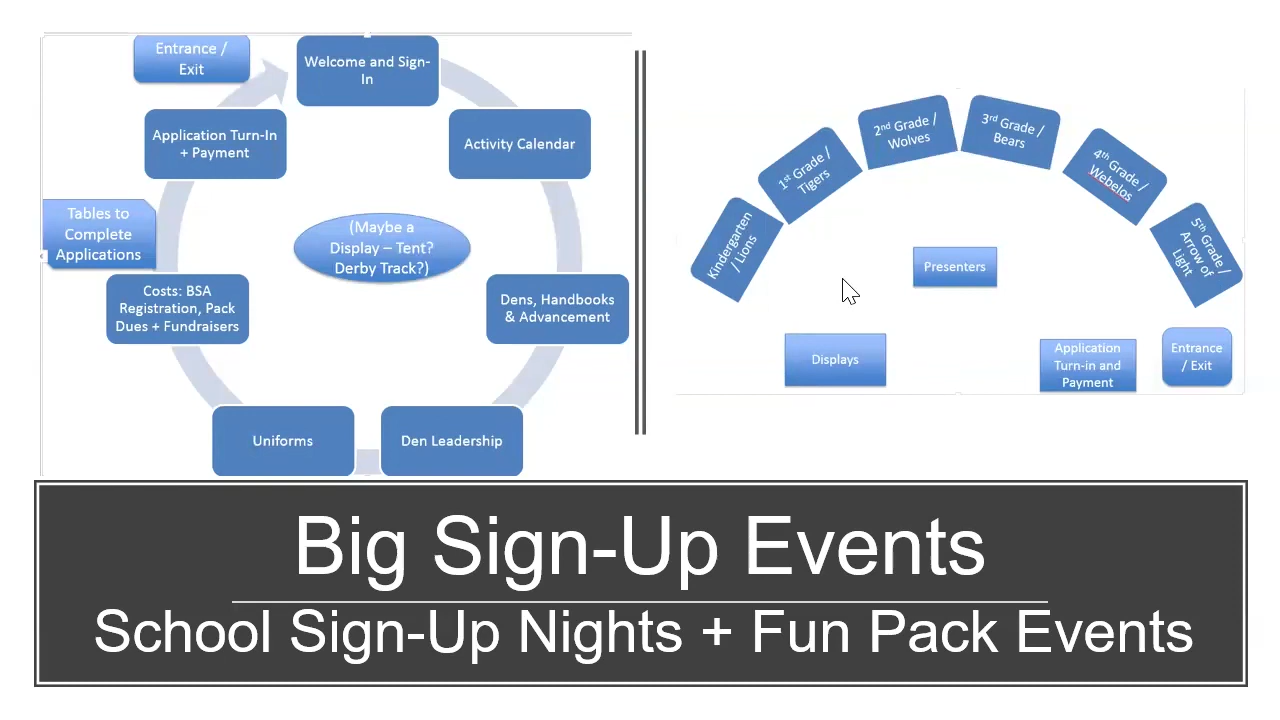 Entrance /
Exit
Welcome and Sign-
In
Application Turn-In
+ Payment
Activity Calendar
Tables to
Complete
Applications
(Maybe a
Display – Tent?
Derby Track?)
Costs: BSA
Registration, Pack
Dues + Fundraisers
Dens, Handbooks
& Advancement
Uniforms
Den Leadership
Kindergarten
/ Lions
1st Grade /
Tigers
2nd Grade /
Wolves
3rd Grade /
Bears
4th Grade /
Webelos
5th Grade /
Arrow of
Light
Presenters
Displays
Application
Turn-in and
Payment
Entrance
/ Exit
Big Sign-Up Events
School Sign-Up Nights + Fun Pack Events